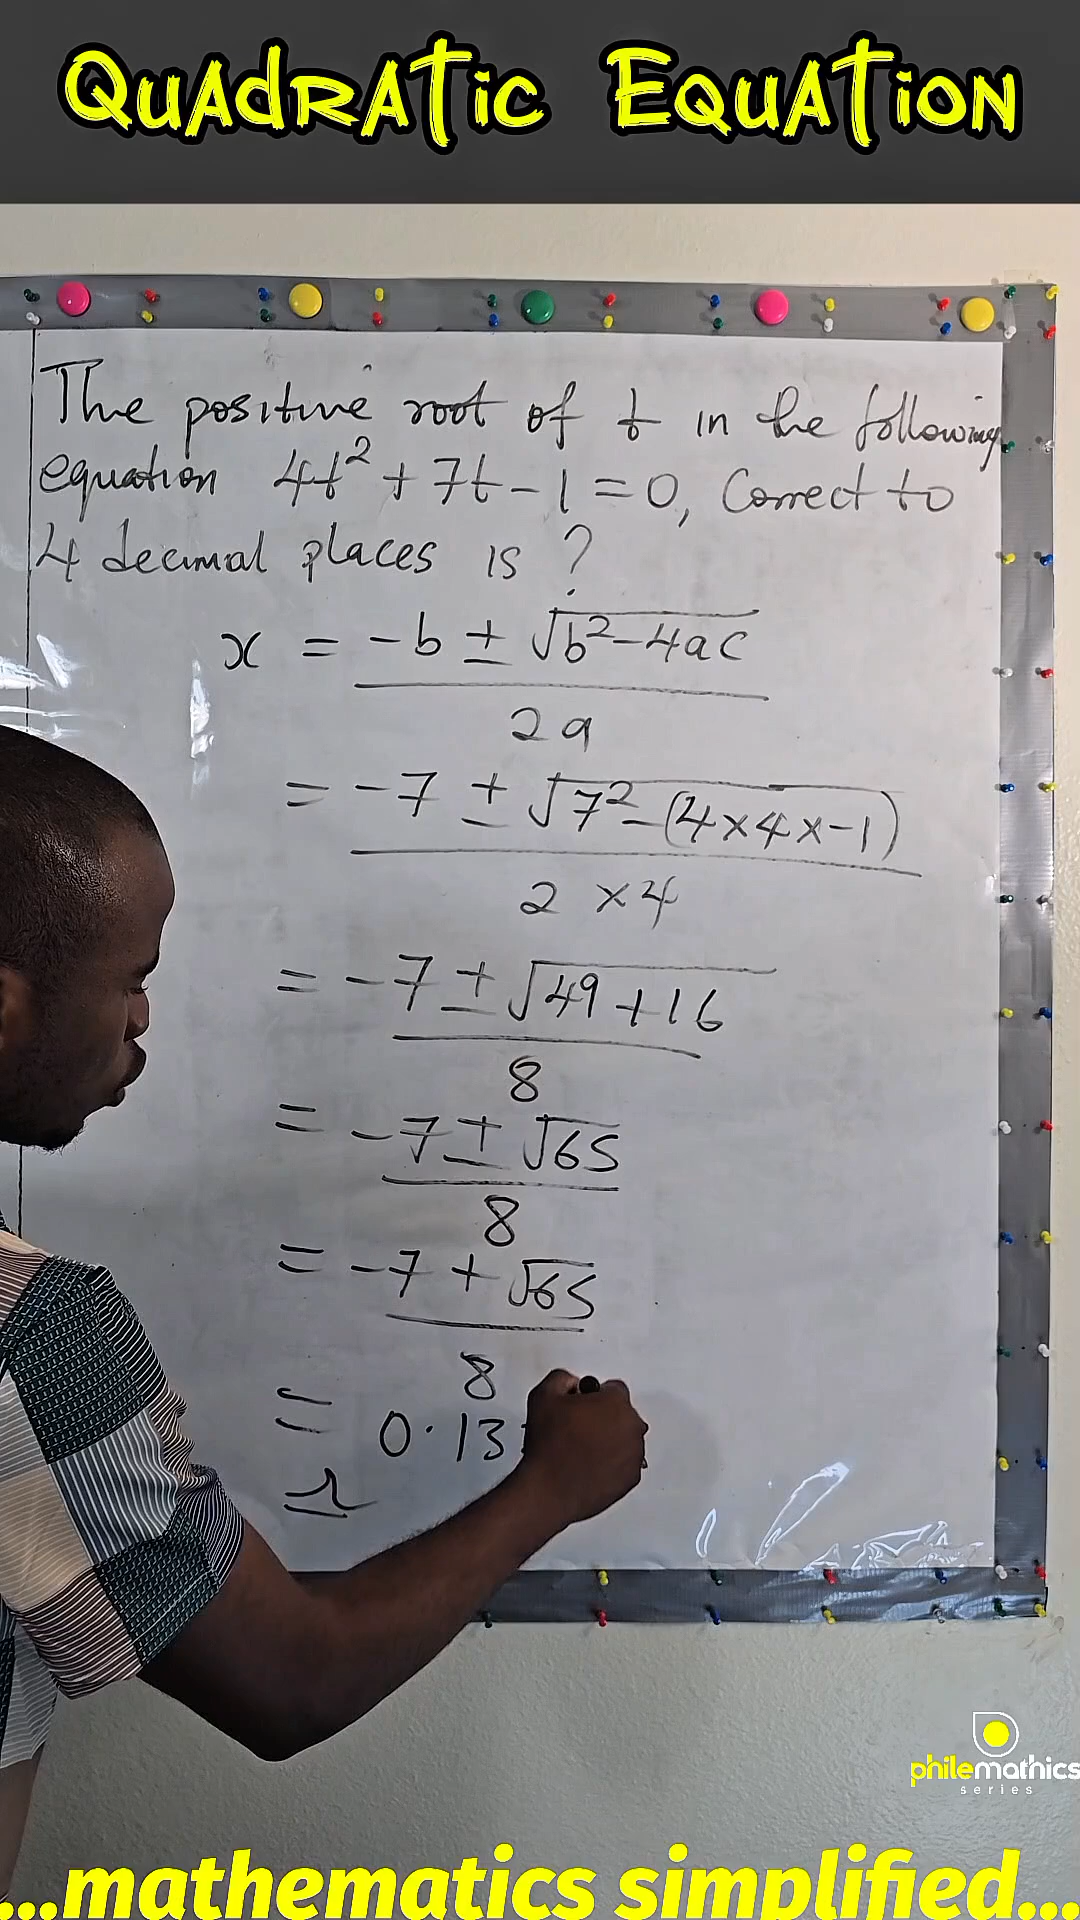 QUADRATIC EQUATION
The positive root of t in the following
equation 4t² + 7t - 1 = 0, Correct to
4 decimal places is ?
x = -b ± √b² - 4ac
2a
= -7 ± √7² - (4 × 4 × -1)
2 × 4
= -7 ± √49 + 16
8
= -7 ± √65
8
= -7 + √65
8
= 0.13
philemathics
series
...mathematics simplified...